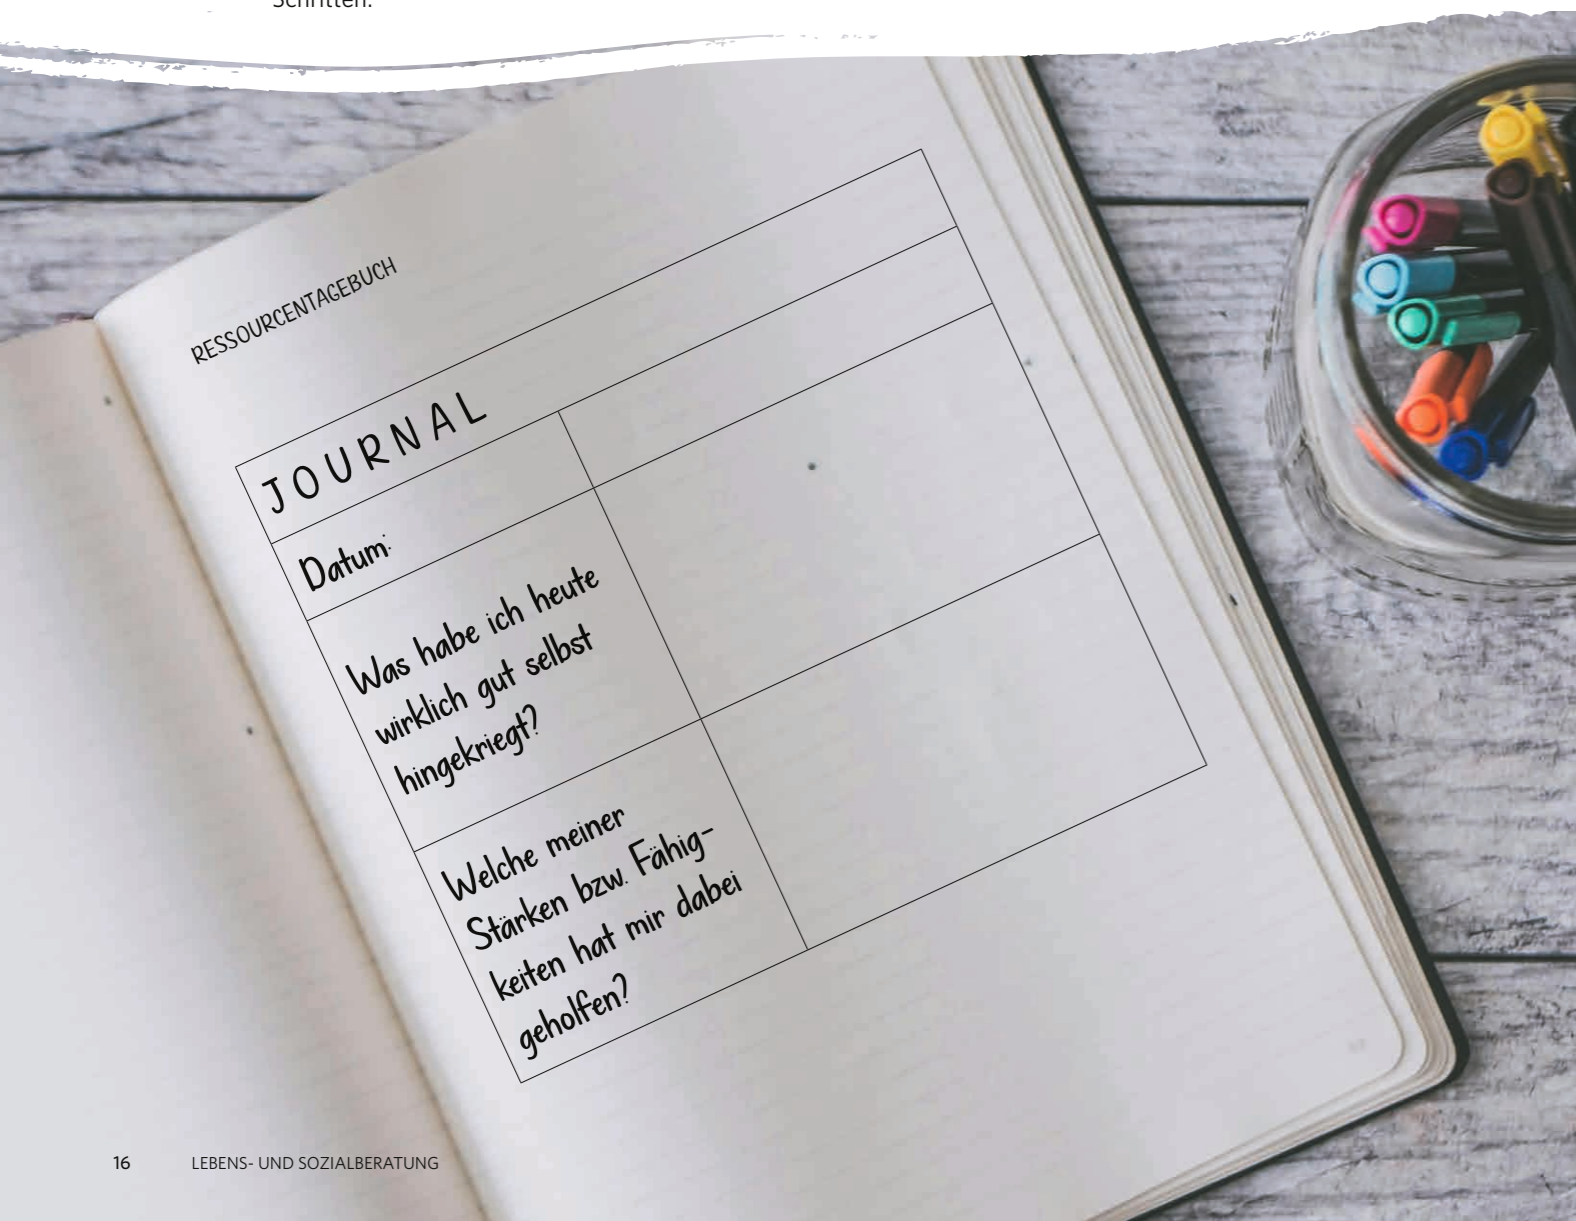 Schritten.
RESSOURCENTAGEBUCH
JOURNAL
Datum:
Was habe ich heute
wirklich gut selbst
hingekriegt?
Welche meiner
Stärken bzw. Fähig-
keiten hat mir dabei
geholfen?
16 LEBENS- UND SOZIALBERATUNG